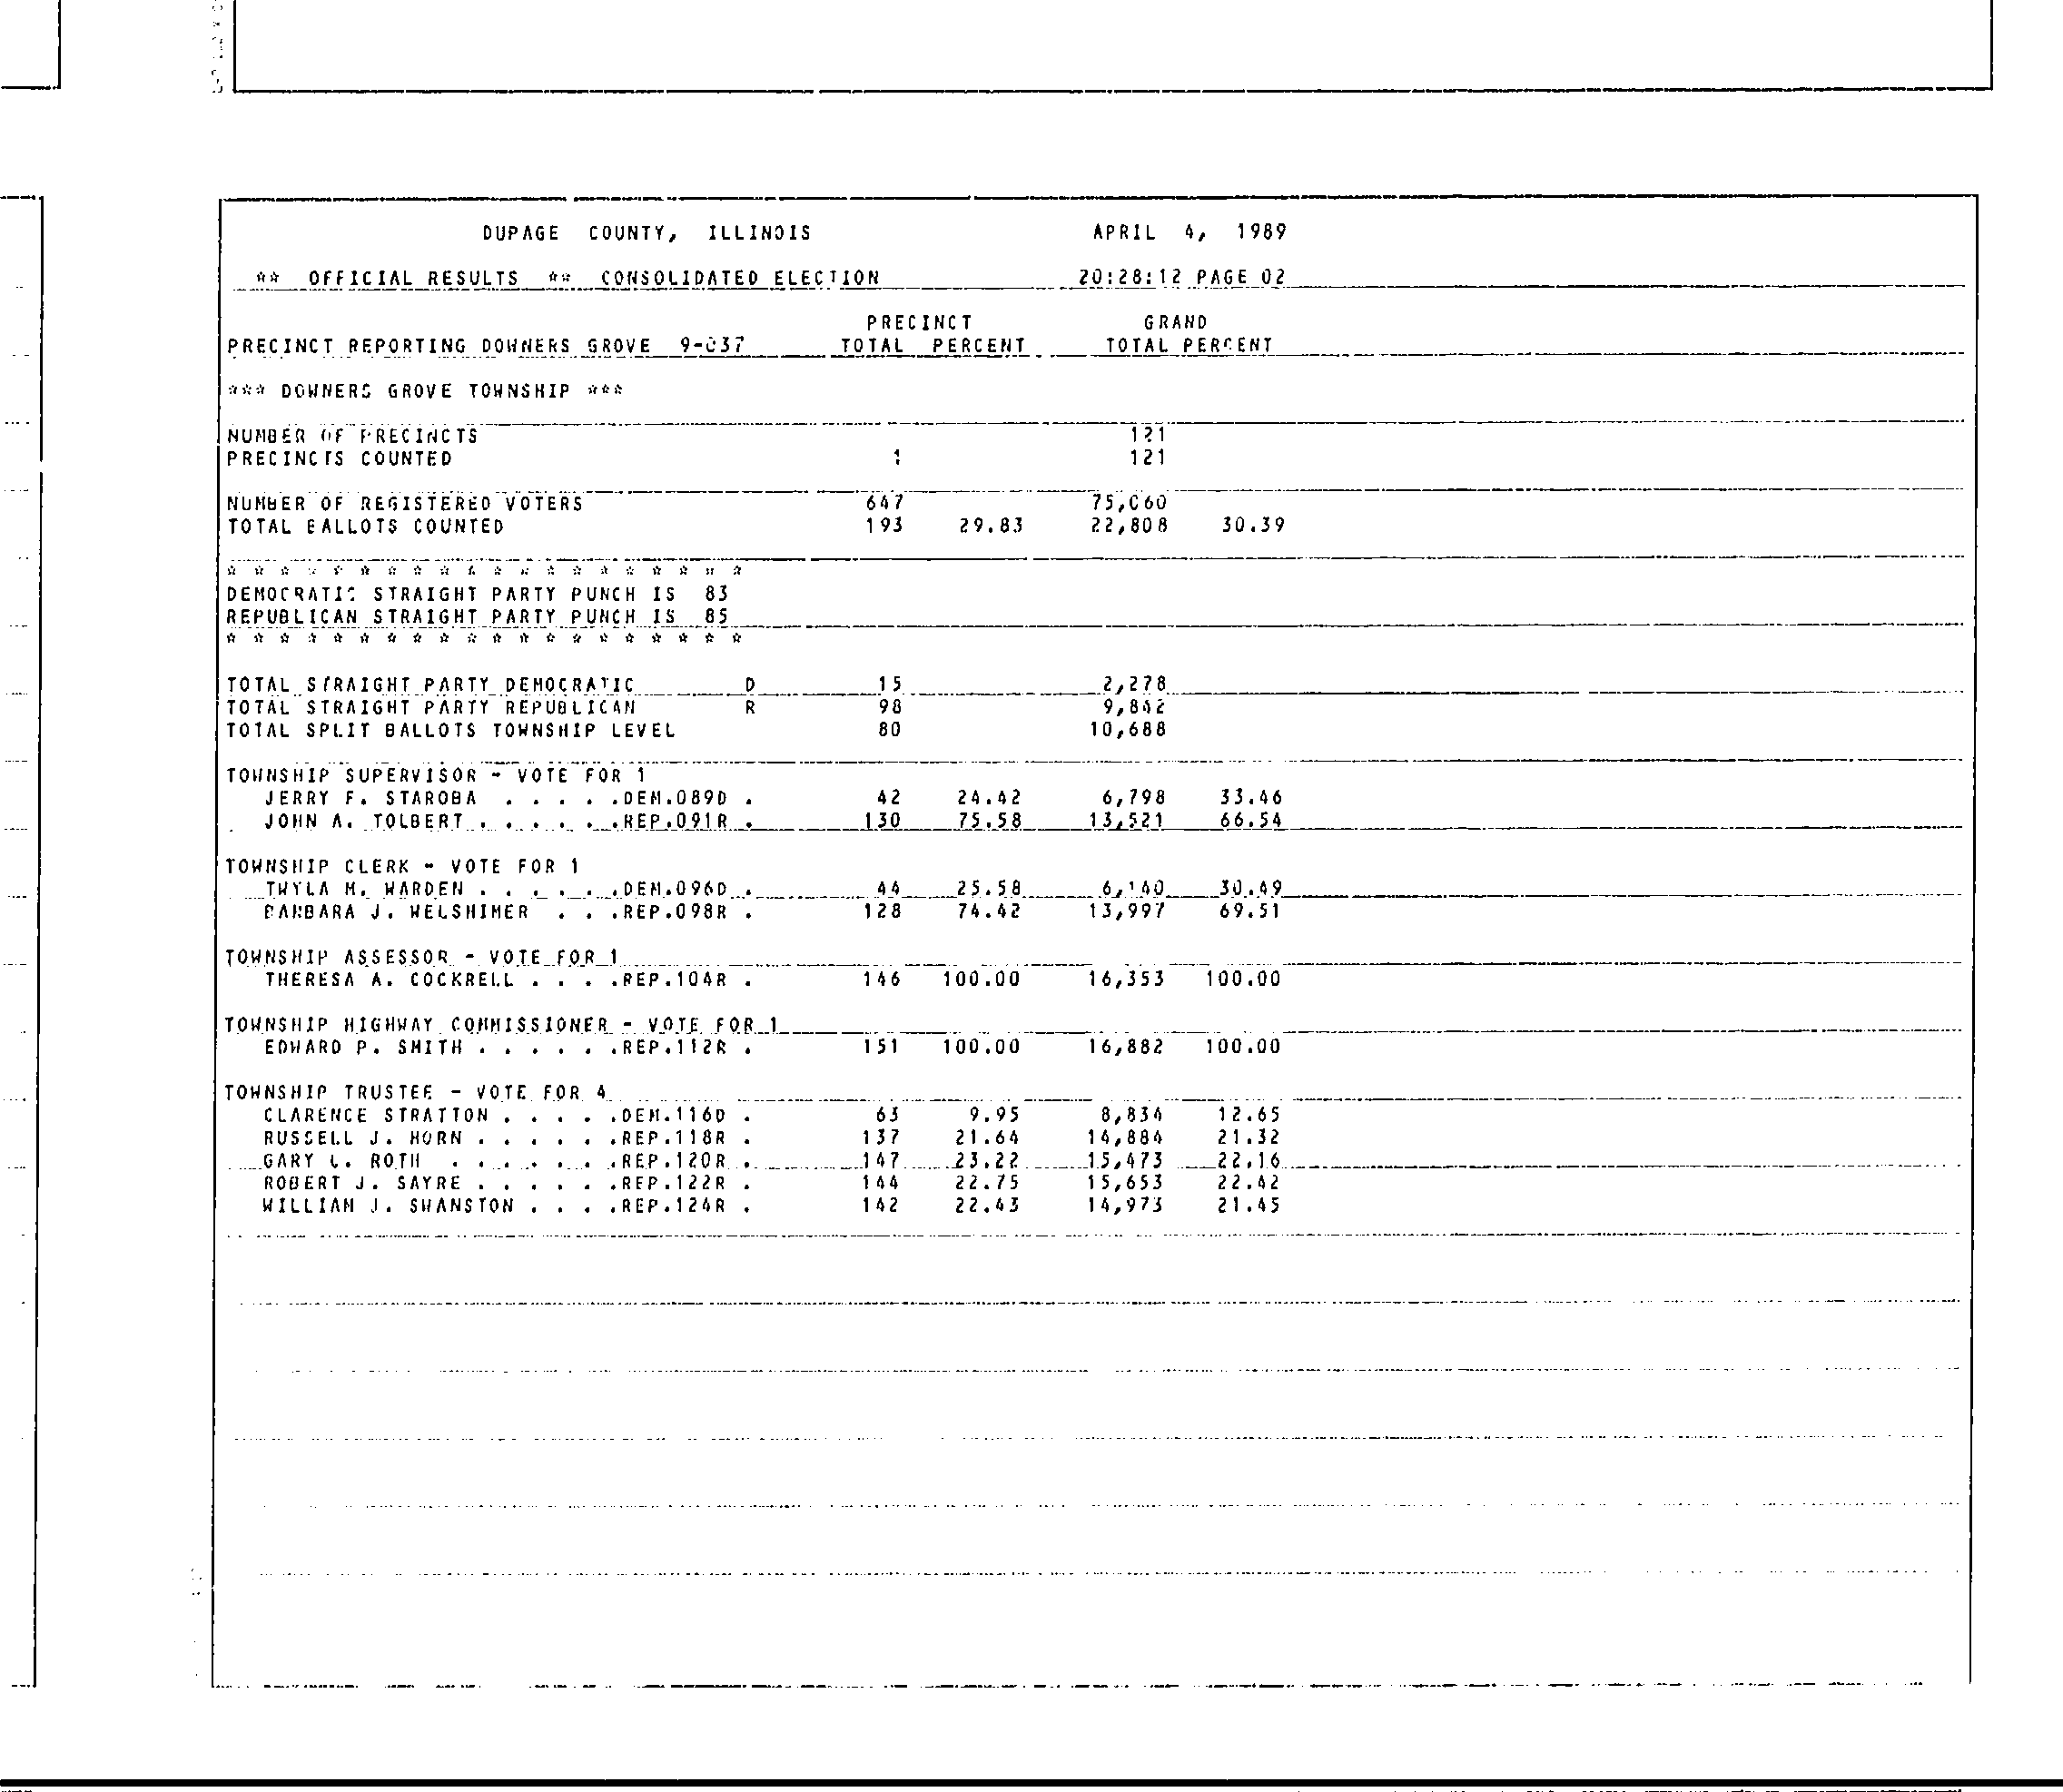 DUPAGE COUNTY, ILLINOIS APRIL 4, 1989
** OFFICIAL RESULTS ** CONSOLIDATED ELECTION 20:28:12 PAGE 02
PRECINCT GRAND
PRECINCT REPORTING DOWNERS GROVE 9-037 TOTAL PERCENT TOTAL PERCENT
*** DOWNERS GROVE TOWNSHIP ***
NUMBER OF PRECINCTS 121
PRECINCTS COUNTED 1 121
NUMBER OF REGISTERED VOTERS 647 75,060
TOTAL BALLOTS COUNTED 193 29.83 22,808 30.39
* * * * * * * * * * * * * * * * * * * *
DEMOCRATIC STRAIGHT PARTY PUNCH IS 83
REPUBLICAN STRAIGHT PARTY PUNCH IS 85
* * * * * * * * * * * * * * * * * * * *
TOTAL STRAIGHT PARTY DEMOCRATIC D 15 2,278
TOTAL STRAIGHT PARTY REPUBLICAN R 98 9,842
TOTAL SPLIT BALLOTS TOWNSHIP LEVEL 80 10,688
TOWNSHIP SUPERVISOR - VOTE FOR 1
JERRY F. STAROBA . . . . .DEM.089D . 42 24.42 6,798 33.46
JOHN A. TOLBERT . . . . . .REP.091R . 130 75.58 13,521 66.54
TOWNSHIP CLERK - VOTE FOR 1
TWYLA M. WARDEN . . . . . .DEM.096D . 44 25.58 6,140 30.49
BARBARA J. WELSHIMER . . .REP.098R . 128 74.42 13,997 69.51
TOWNSHIP ASSESSOR - VOTE FOR 1
THERESA A. COCKRELL . . . .REP.104R . 146 100.00 16,353 100.00
TOWNSHIP HIGHWAY COMMISSIONER - VOTE FOR 1
EDWARD P. SMITH . . . . . .REP.112R . 151 100.00 16,882 100.00
TOWNSHIP TRUSTEE - VOTE FOR 4
CLARENCE STRATTON . . . . .DEM.116D . 63 9.95 8,834 12.65
RUSSELL J. HORN . . . . . .REP.118R . 137 21.64 14,884 21.32
GARY L. ROTH . . . . . . .REP.120R . 147 23.22 15,473 22.16
ROBERT J. SAYRE . . . . . .REP.122R . 144 22.75 15,653 22.42
WILLIAM J. SWANSTON . . . .REP.124R . 142 22.43 14,973 21.45